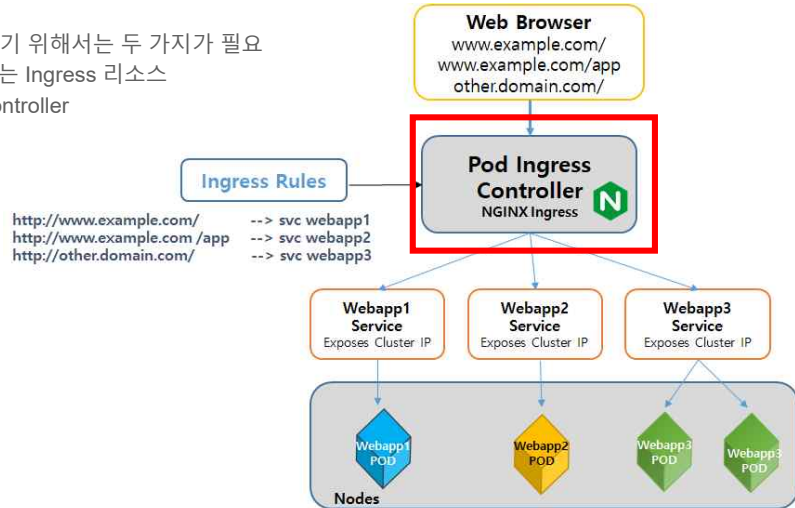 기 위해서는 두 가지가 필요
는 Ingress 리소스
ontroller
Web Browser
www.example.com/
www.example.com/app
other.domain.com/
Ingress Rules
Pod Ingress
Controller
NGINX Ingress
N
http://www.example.com/ --> svc webapp1
http://www.example.com /app --> svc webapp2
http://other.domain.com/ --> svc webapp3
Webapp1
Service
Exposes Cluster IP
Webapp2
Service
Exposes Cluster IP
Webapp3
Service
Exposes Cluster IP
Webapp1
POD
Webapp2
POD
Webapp3
POD
Webapp3
POD
Nodes